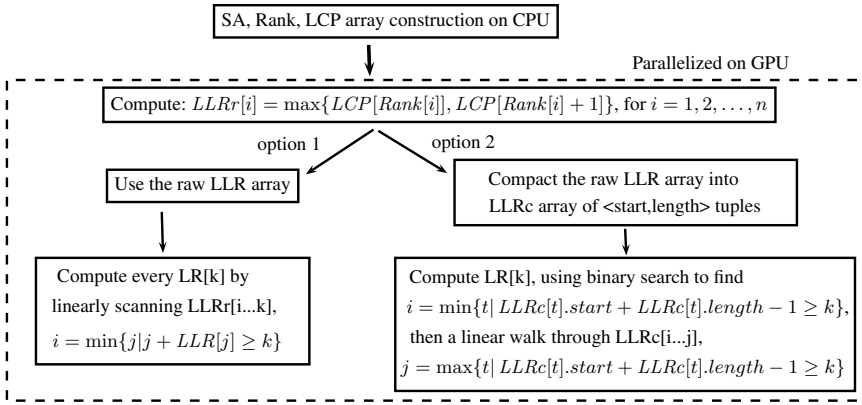 SA, Rank, LCP array construction on CPU
Parallelized on GPU
Compute: LLRr[i] = max{LCP[Rank[i]], LCP[Rank[i] + 1]}, for i = 1, 2, . . . , n
option 1
option 2
Use the raw LLR array
Compact the raw LLR array into
LLRc array of <start,length> tuples
Compute every LR[k] by
linearly scanning LLRr[i...k],
i = min{j|j + LLR[j] ≥ k}
Compute LR[k], using binary search to find
i = min{t| LLRc[t].start + LLRc[t].length − 1 ≥ k},
then a linear walk through LLRc[i...j],
j = max{t| LLRc[t].start + LLRc[t].length − 1 ≥ k}